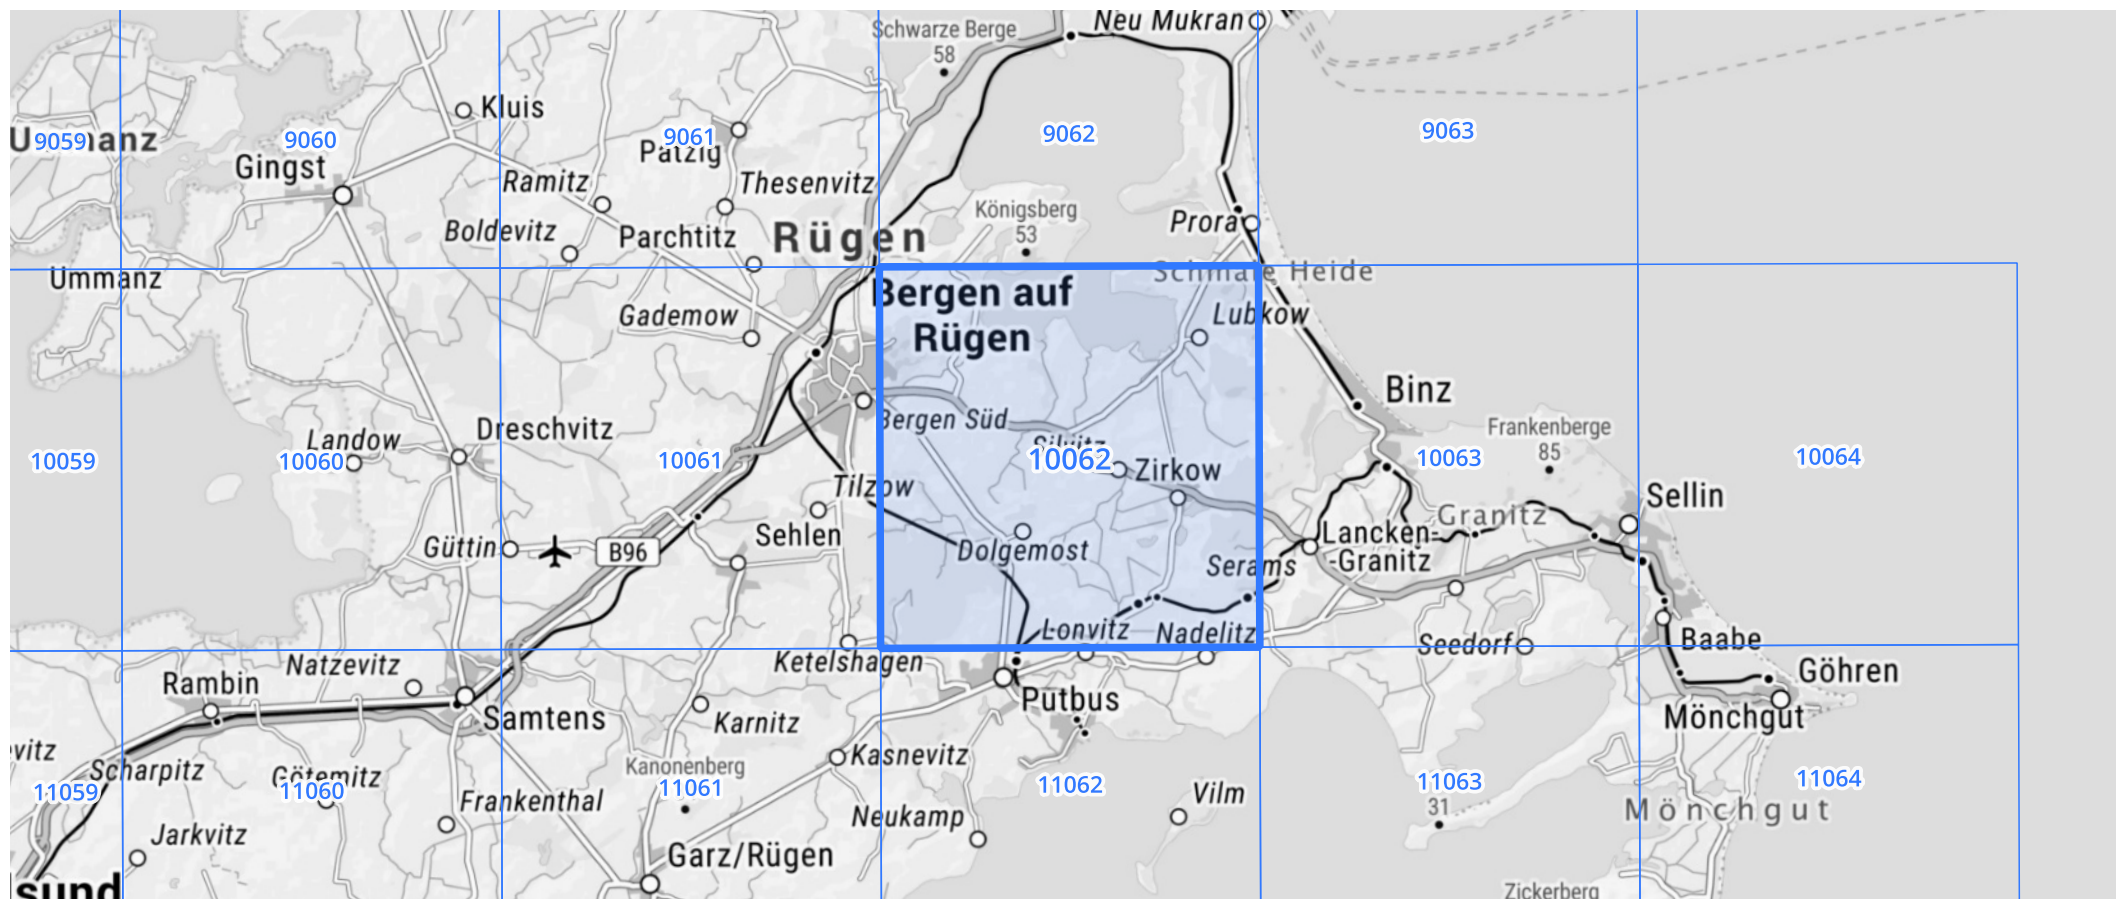 Schwarze Berge
58
Neu Mukran
Kluis
9059
9060
9061
9062
9063
Gingst
Patzig
Ramitz
Thesenvitz
Boldevitz
Parchtitz
Rügen
Königsberg
53
Prora
Ummanz
Schmale Heide
Bergen auf
Rügen
Gademow
Lubkow
Binz
Landow
Dreschvitz
Bergen Süd
Frankenberge
85
10059
10060
10061
10062
10063
10064
Zirkow
Tilzow
Sellin
Granitz
Güttin
B96
Sehlen
Dolgemost
Lancken-
-Granitz
Serams
Lonvitz
Nadelitz
Seedorf
Baabe
Natzevitz
Ketelshagen
Rambin
Göhren
Samtens
Karnitz
Putbus
Mönchgut
evitz
Scharpitz
Götemitz
Kanonenberg
Kasnevitz
11059
11060
11061
11062
11063
11064
Frankenthal
Neukamp
Vilm
31
Mönchgut
Jarkvitz
Garz/Rügen
lsund
Zickerberg